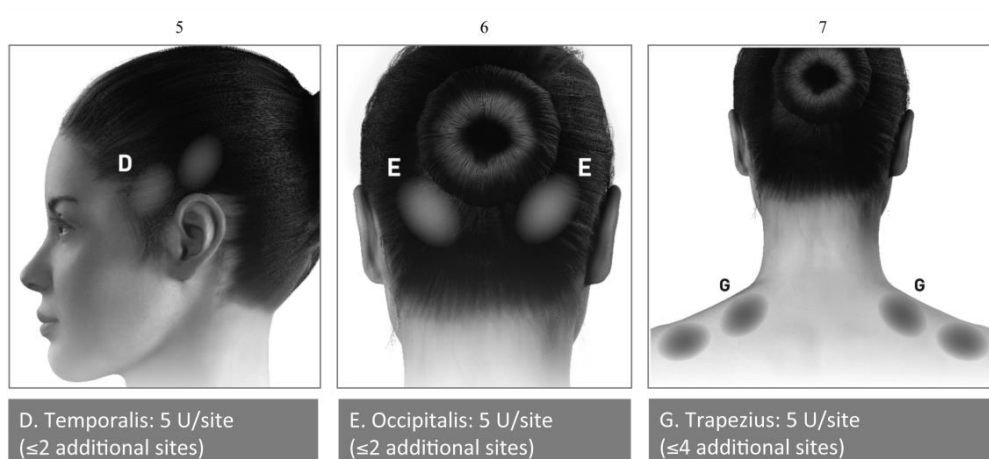 5
6
7
D
E
E
G
G
D. Temporalis: 5 U/site
(≤2 additional sites)
E. Occipitalis: 5 U/site
(≤2 additional sites)
G. Trapezius: 5 U/site
(≤4 additional sites)